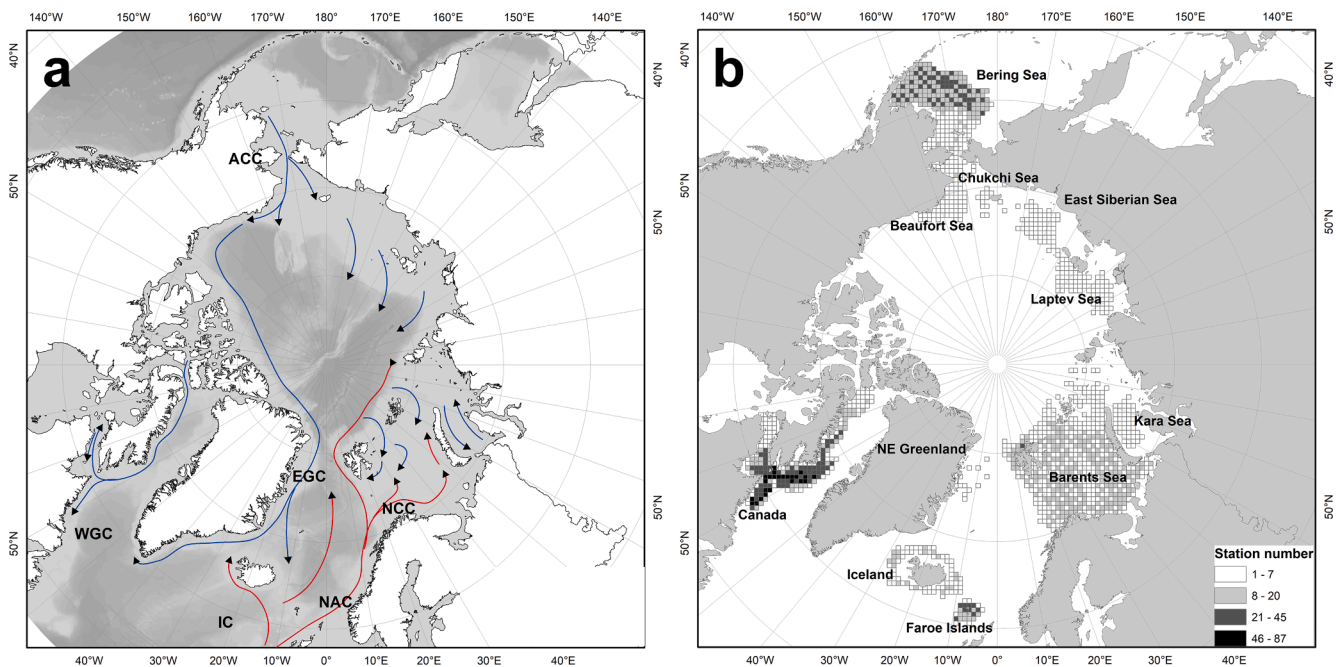 140°W 150°W 160°W 170°W 180° 170°E 160°E 150°E 140°E
a
40°N
50°N
50°N
40°N
50°N
50°N
ACC
EGC
NCC
WGC
NAC
IC
40°W 30°W 20°W 10°W 0° 10°E 20°E 30°E 40°E
140°W 150°W 160°W 170°W 180° 170°E 160°E 150°E 140°E
b
40°N
50°N
50°N
40°N
50°N
50°N
Bering Sea
Chukchi Sea
East Siberian Sea
Beaufort Sea
Laptev Sea
Kara Sea
NE Greenland
Barents Sea
Canada
Iceland
Faroe Islands
Station number
1 - 7
8 - 20
21 - 45
46 - 87
40°W 30°W 20°W 10°W 0° 10°E 20°E 30°E 40°E